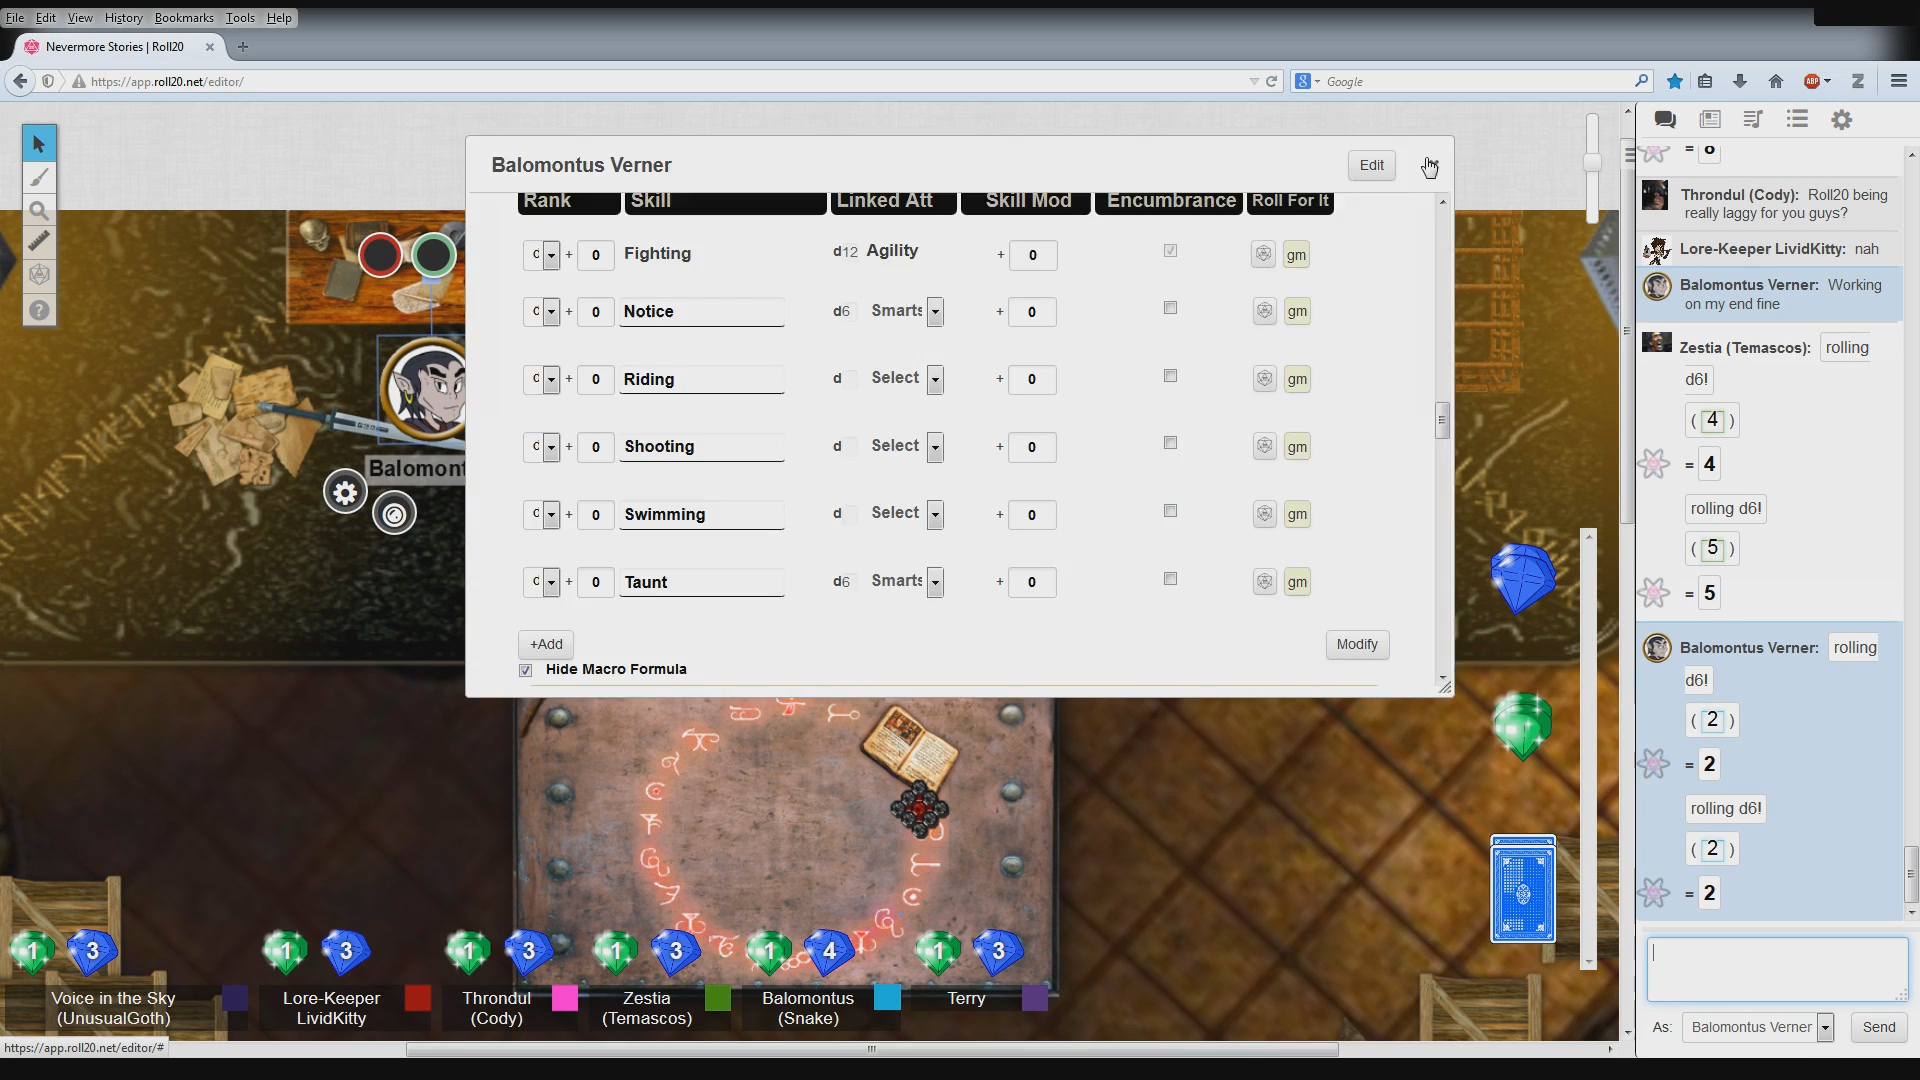 File Edit View History Bookmarks Tools Help
Nevermore Stories | Roll20
https://app.roll20.net/editor/
Google
Balomontus Verner
Edit
Rank Skill Linked Att Skill Mod Encumbrance Roll For It
d + 0 Fighting d12 Agility + 0 gm
d + 0 Notice d6 Smarts + 0 gm
d + 0 Riding d Select + 0 gm
d + 0 Shooting d Select + 0 gm
d + 0 Swimming d Select + 0 gm
d + 0 Taunt d6 Smarts + 0 gm
+Add
Modify
Hide Macro Formula
Balomont
= 8
Throndul (Cody): Roll20 being
really laggy for you guys?
Lore-Keeper LividKitty: nah
Balomontus Verner: Working
on my end fine
Zestia (Temascos): rolling
d6!
( 4 )
= 4
rolling d6!
( 5 )
= 5
Balomontus Verner: rolling
d6!
( 2 )
= 2
rolling d6!
( 2 )
= 2
As: Balomontus Verner
Send
1 3 1 3 1 3 1 3 1 4 1 3
Voice in the Sky
(UnusualGoth)
Lore-Keeper
LividKitty
Throndul
(Cody)
Zestia
(Temascos)
Balomontus
(Snake)
Terry
https://app.roll20.net/editor/#